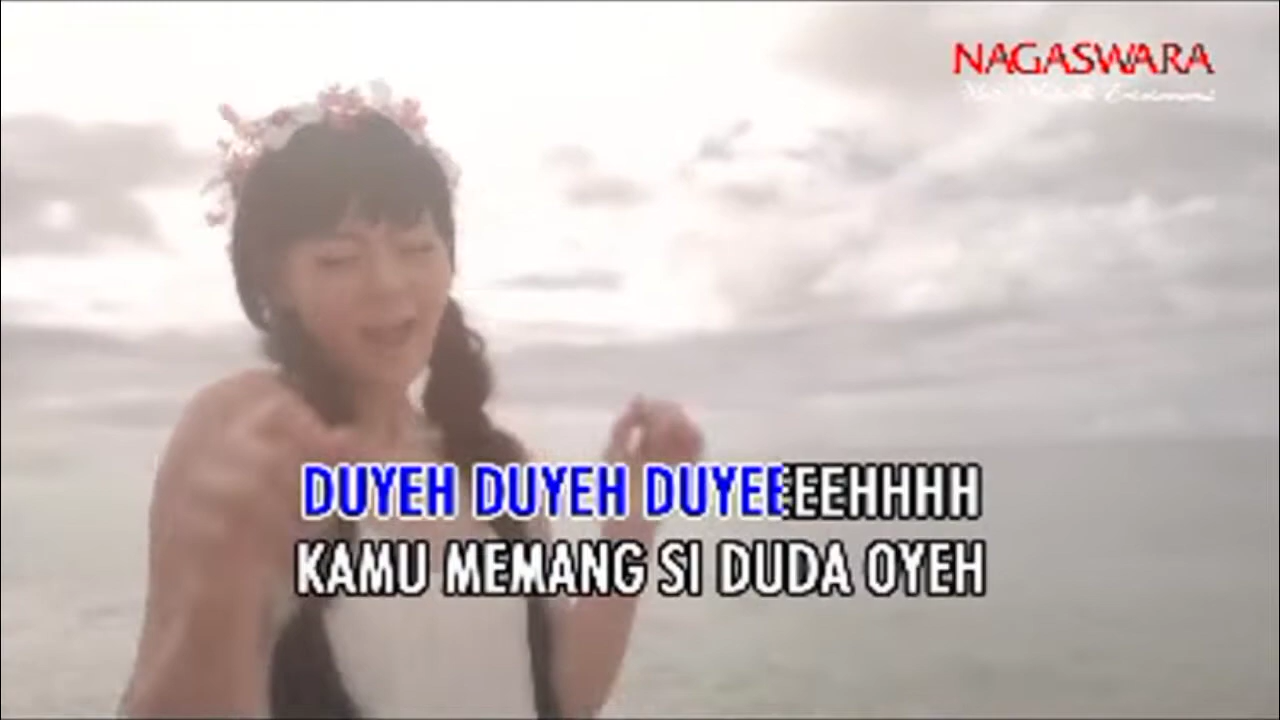 NAGASWARA
DUYEH DUYEH DUYEEEEHHHH
KAMU MEMANG SI DUDA OYEH